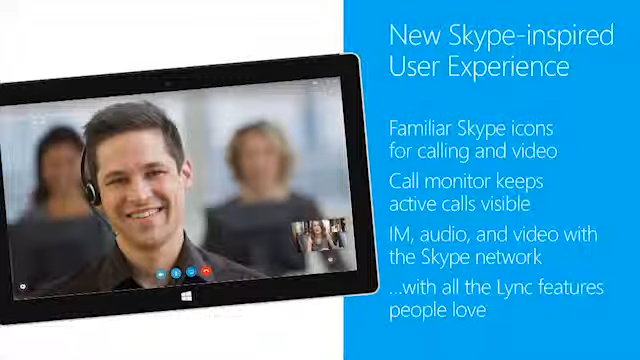 New Skype-inspired
User Experience
Familiar Skype icons
for calling and video
Call monitor keeps
active calls visible
IM, audio, and video with
the Skype network
...with all the Lync features
people love